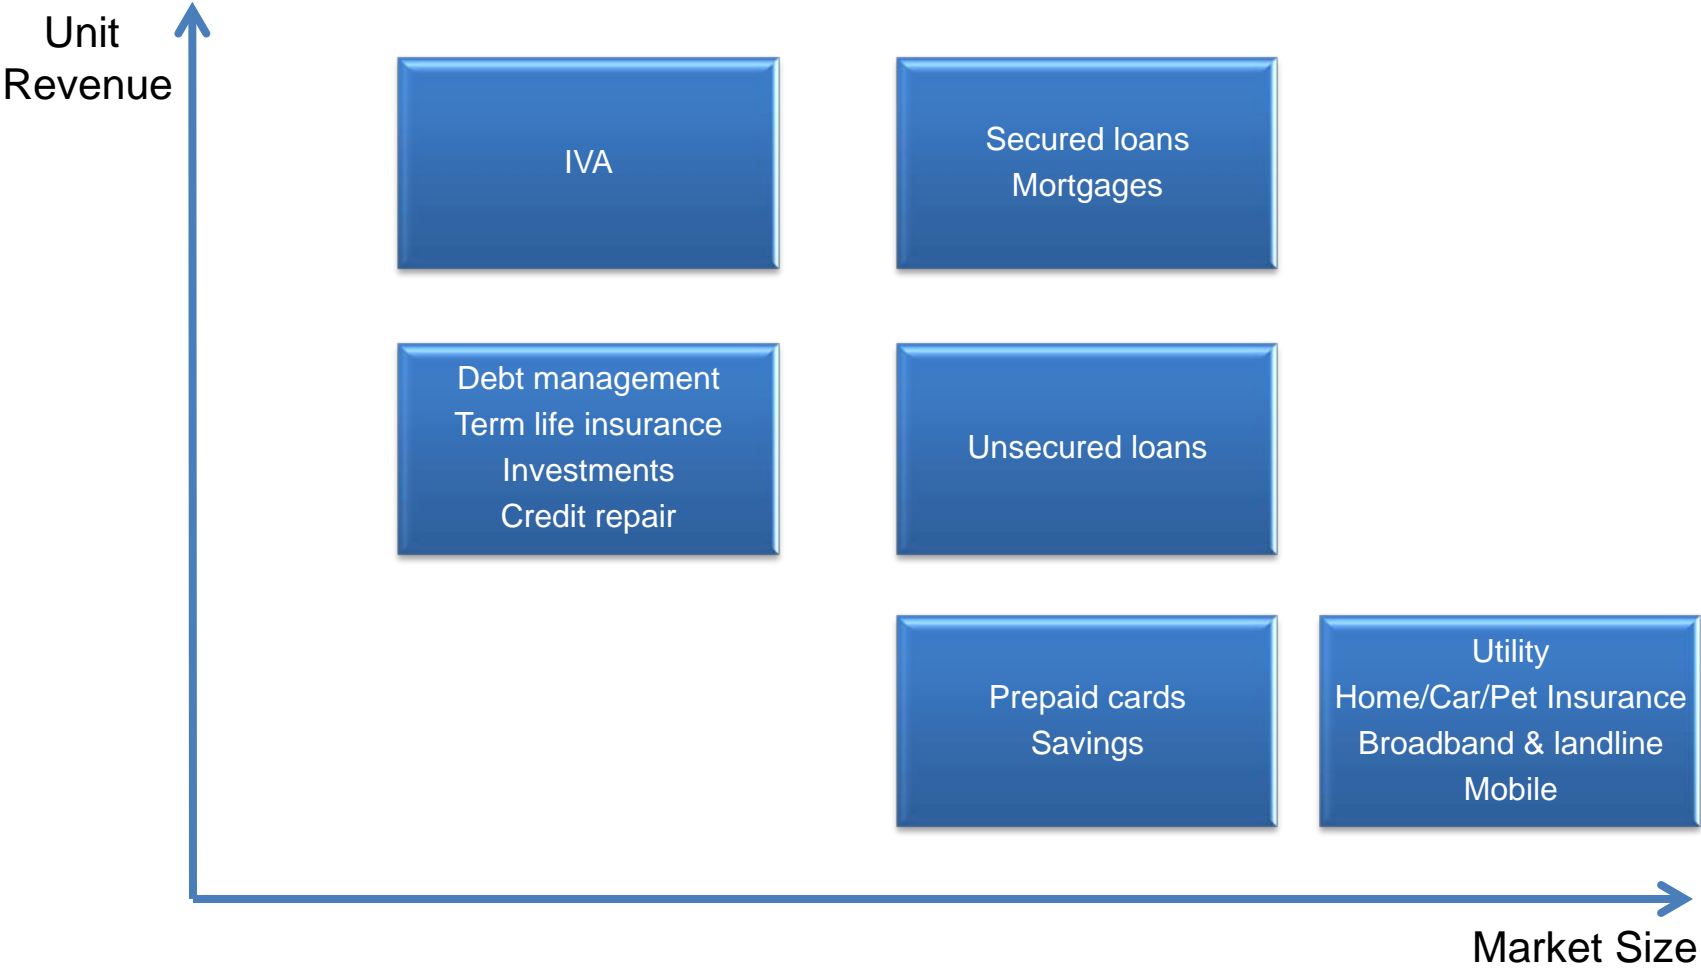 Unit
Revenue
IVA
Secured loans
Mortgages
Debt management
Term life insurance
Investments
Credit repair
Unsecured loans
Prepaid cards
Savings
Utility
Home/Car/Pet Insurance
Broadband & landline
Mobile
Market Size